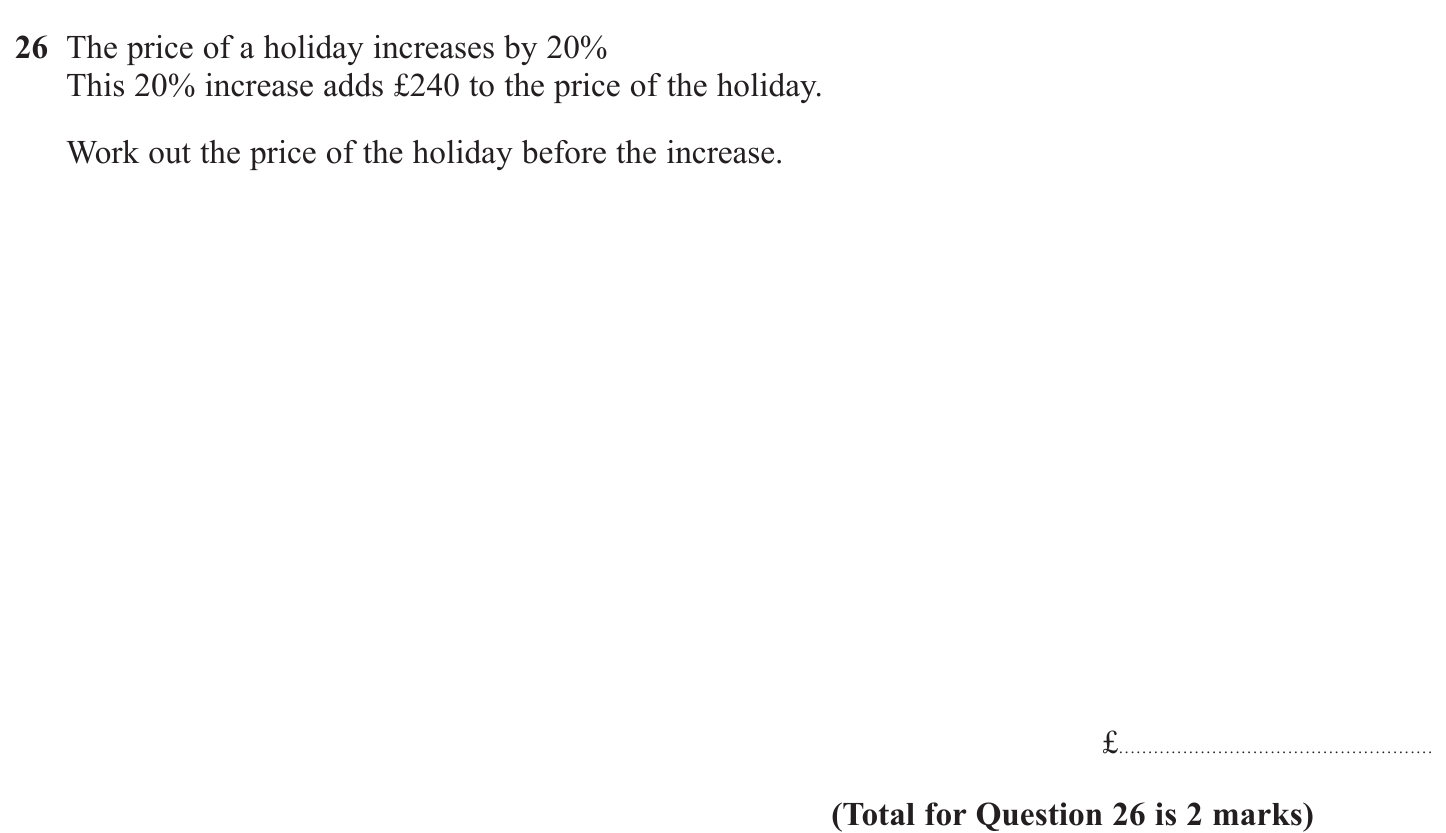 26 The price of a holiday increases by 20%
This 20% increase adds £240 to the price of the holiday.
Work out the price of the holiday before the increase.
£......................................................
(Total for Question 26 is 2 marks)